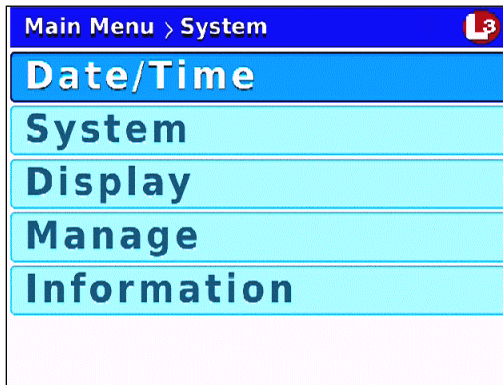 Main Menu > System
L3
Date/Time
System
Display
Manage
Information